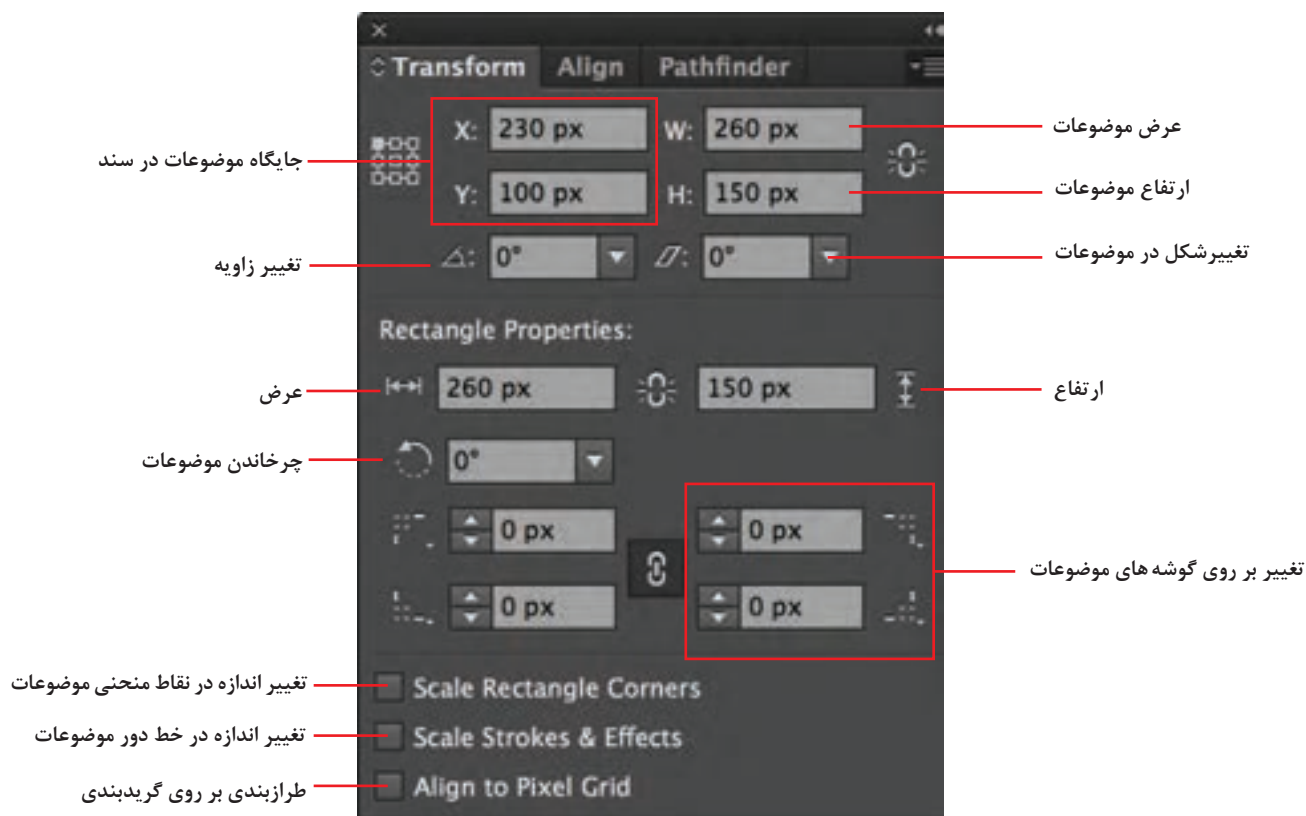 Transform Align Pathfinder
X: 230 px W: 260 px
عرض موضوعات
جایگاه موضوعات در سند
Y: 100 px H: 150 px
ارتفاع موضوعات
تغییر زاویه
0° 0°
تغییرشکل در موضوعات
Rectangle Properties:
عرض
260 px 150 px
ارتفاع
چرخاندن موضوعات
0°
0 px 0 px
تغییر بر روی گوشه های موضوعات
0 px 0 px
تغییر اندازه در نقاط منحنی موضوعات
Scale Rectangle Corners
تغییر اندازه در خط دور موضوعات
Scale Strokes & Effects
طرازبندی بر روی گریدبندی
Align to Pixel Grid